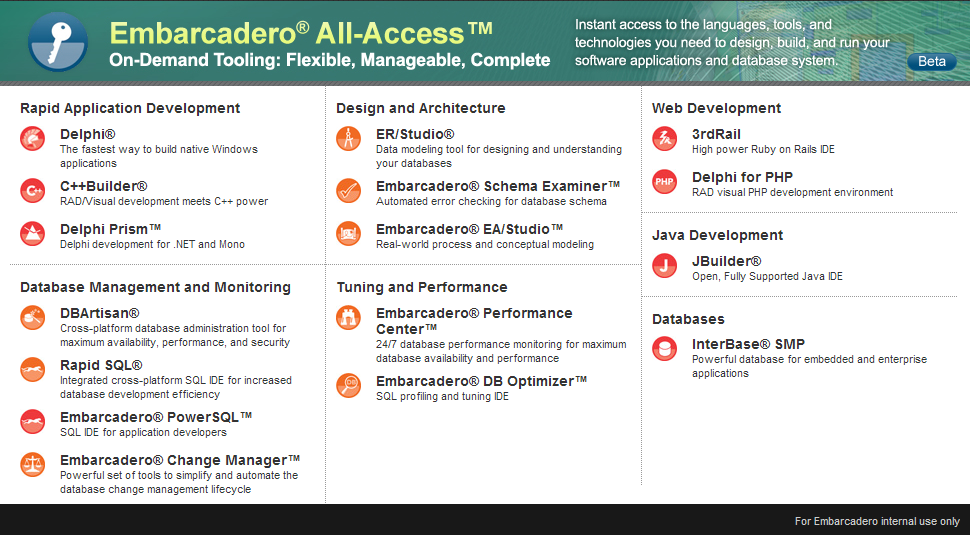 Embarcadero® All-Access™
On-Demand Tooling: Flexible, Manageable, Complete
Instant access to the languages, tools, and
technologies you need to design, build, and run your
software applications and database system.
Beta
Rapid Application Development
Delphi®
The fastest way to build native Windows
applications
C++
C++Builder®
RAD/Visual development meets C++ power
Delphi Prism™
Delphi development for .NET and Mono
Database Management and Monitoring
DBArtisan®
Cross-platform database administration tool for
maximum availability, performance, and security
Rapid SQL®
Integrated cross-platform SQL IDE for increased
database development efficiency
Embarcadero® PowerSQL™
SQL IDE for application developers
Embarcadero® Change Manager™
Powerful set of tools to simplify and automate the
database change management lifecycle
Design and Architecture
ER/Studio®
Data modeling tool for designing and understanding
your databases
Embarcadero® Schema Examiner™
Automated error checking for database schema
Embarcadero® EA/Studio™
Real-world process and conceptual modeling
Tuning and Performance
Embarcadero® Performance
Center™
24/7 database performance monitoring for maximum
database availability and performance
DB
Embarcadero® DB Optimizer™
SQL profiling and tuning IDE
Web Development
3rdRail
High power Ruby on Rails IDE
PHP
Delphi for PHP
RAD visual PHP development environment
Java Development
J
JBuilder®
Open, Fully Supported Java IDE
Databases
InterBase® SMP
Powerful database for embedded and enterprise
applications
For Embarcadero internal use only